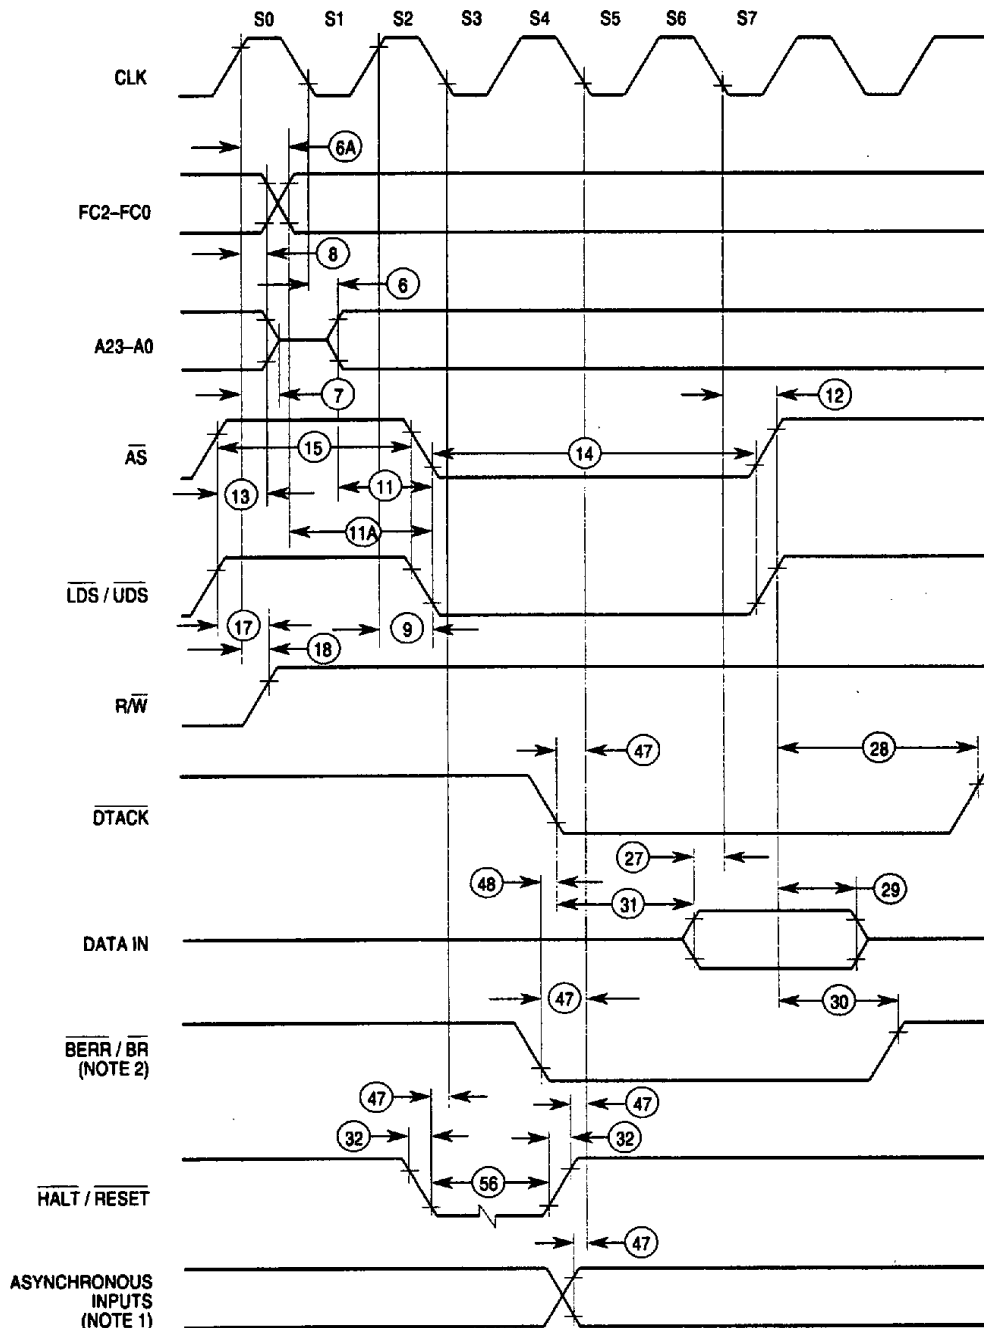 S0 S1 S2 S3 S4 S5 S6 S7
CLK
6A
FC2–FC0
8
6
A23–A0
7
12
AS
15
14
13
11
11A
LDS / UDS
17
9
18
R/W
47
28
DTACK
27
48
31
29
DATA IN
47
30
BERR / BR
(NOTE 2)
47
47
32
32
HALT / RESET
56
47
ASYNCHRONOUS
INPUTS
(NOTE 1)